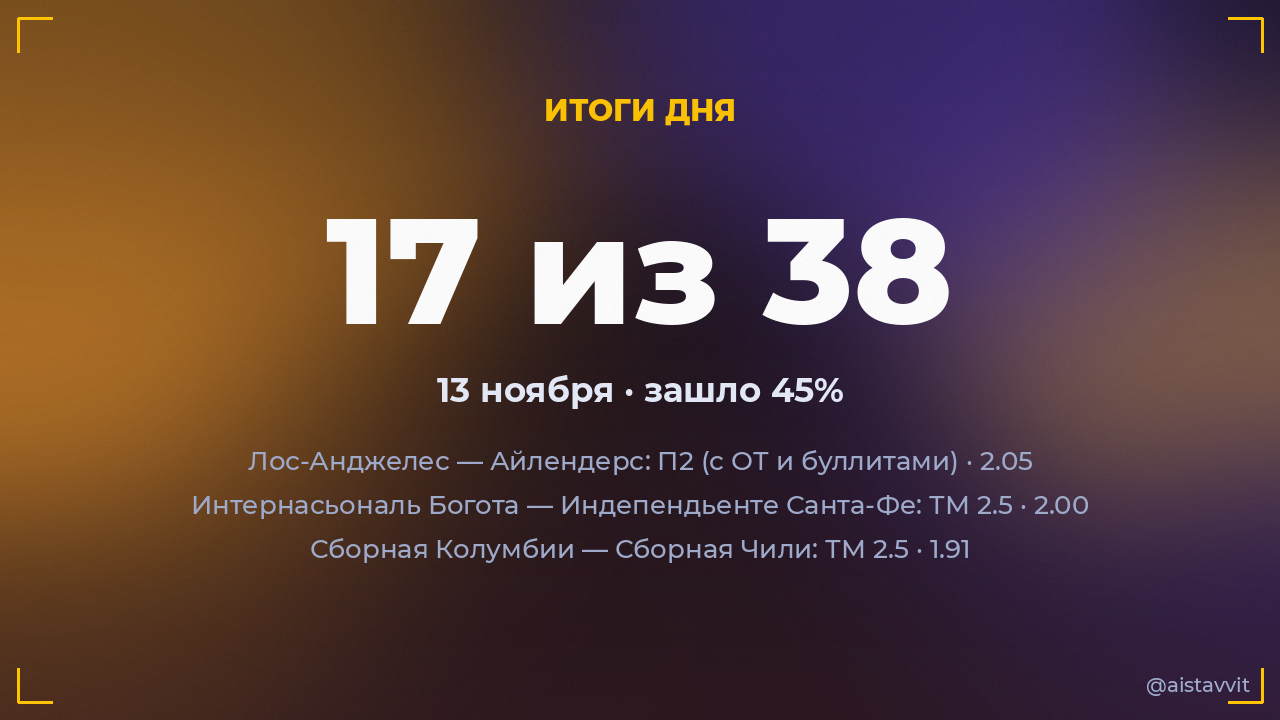 ИТОГИ ДНЯ
17 из 38
13 ноября · зашло 45%
Лос-Анджелес — Айлендерс: П2 (с ОТ и буллитами) · 2.05
Интернасьональ Богота — Индепендьенте Санта-Фе: ТМ 2.5 · 2.00
Сборная Колумбии — Сборная Чили: ТМ 2.5 · 1.91
@aistavvit